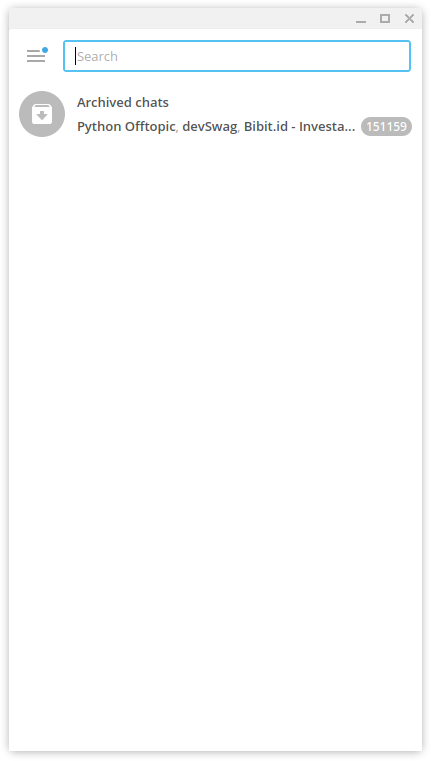 Search
Archived chats
Python Offtopic, devSwag, Bibit.id - Investa...
151159